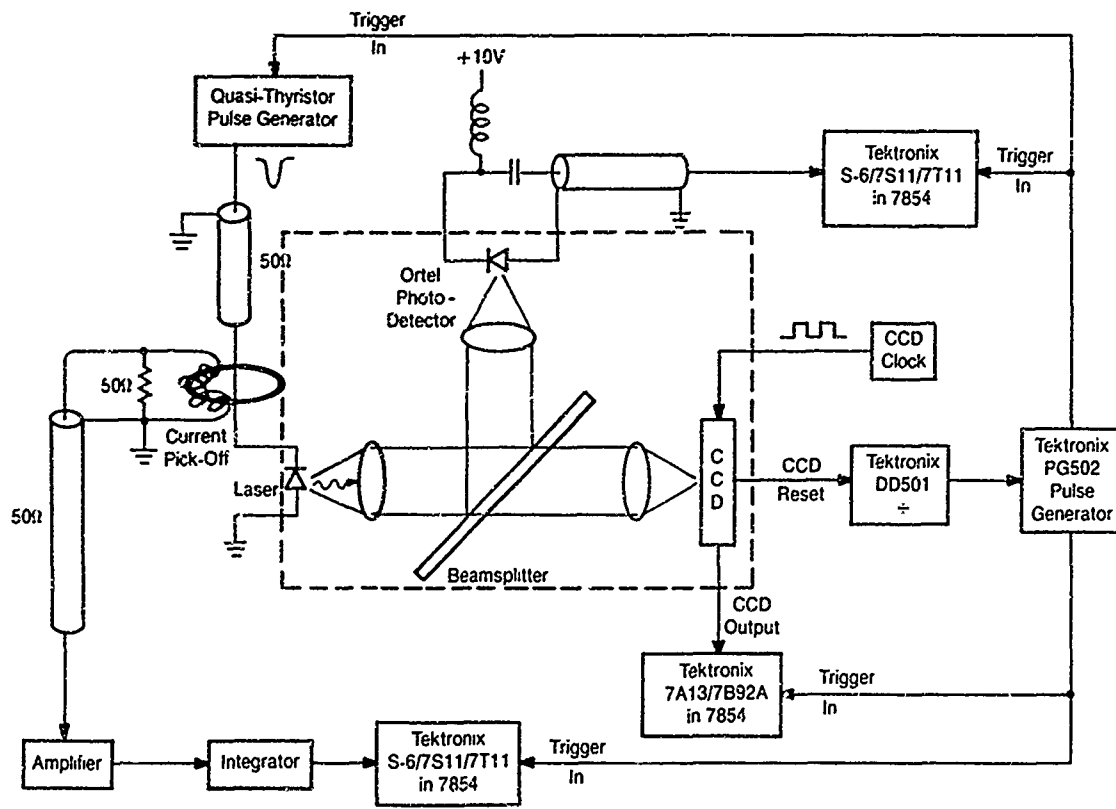 Trigger
In
Quasi-Thyristor
Pulse Generator
+10V
Tektronix
S-6/7S11/7T11
in 7854
Trigger
In
50Ω
Ortel
Photo-
Detector
CCD
Clock
50Ω
Current
Pick-Off
Laser
C
C
D
CCD
Reset
Tektronix
DD501
÷
Tektronix
PG502
Pulse
Generator
50Ω
Beamsplitter
CCD
Output
Tektronix
7A13/7B92A
in 7854
Trigger
In
Amplifier
Integrator
Tektronix
S-6/7S11/7T11
in 7854
Trigger
In